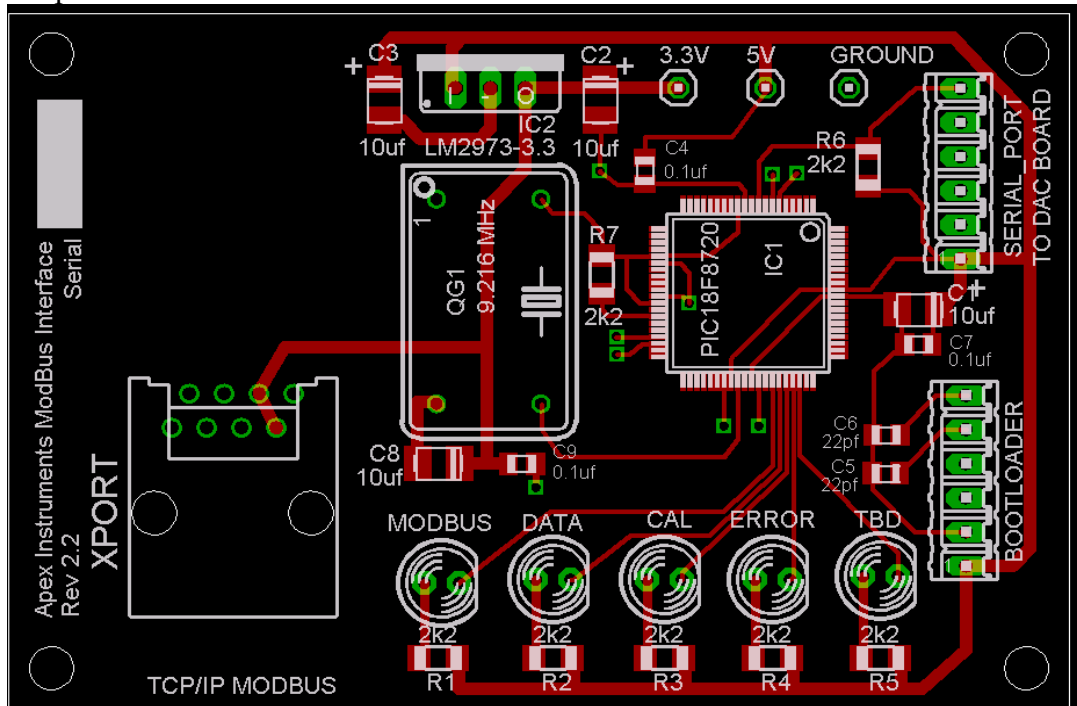 C3
+
10uf
I - O
IC2
LM2973-3.3
C2
+
10uf
3.3V
5V
GROUND
C4
0.1uf
R6
2k2
SERIAL_PORT
TO DAC BOARD
1
QG1
9.216 MHz
R7
2k2
PIC18F8720
IC1
C1
+
10uf
C7
0.1uf
Apex Instruments ModBus Interface
Rev 2.2
Serial
XPORT
TCP/IP MODBUS
C8
10uf
C9
0.1uf
C6
22pf
C5
22pf
BOOTLOADER
1
MODBUS
DATA
CAL
ERROR
TBD
2k2
2k2
2k2
2k2
2k2
R1
R2
R3
R4
R5